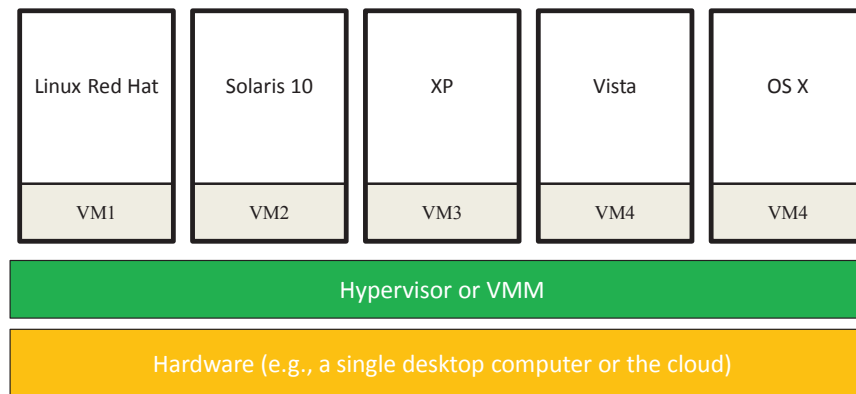 Linux Red Hat
Solaris 10
XP
Vista
OS X
VM1
VM2
VM3
VM4
VM4
Hypervisor or VMM
Hardware (e.g., a single desktop computer or the cloud)